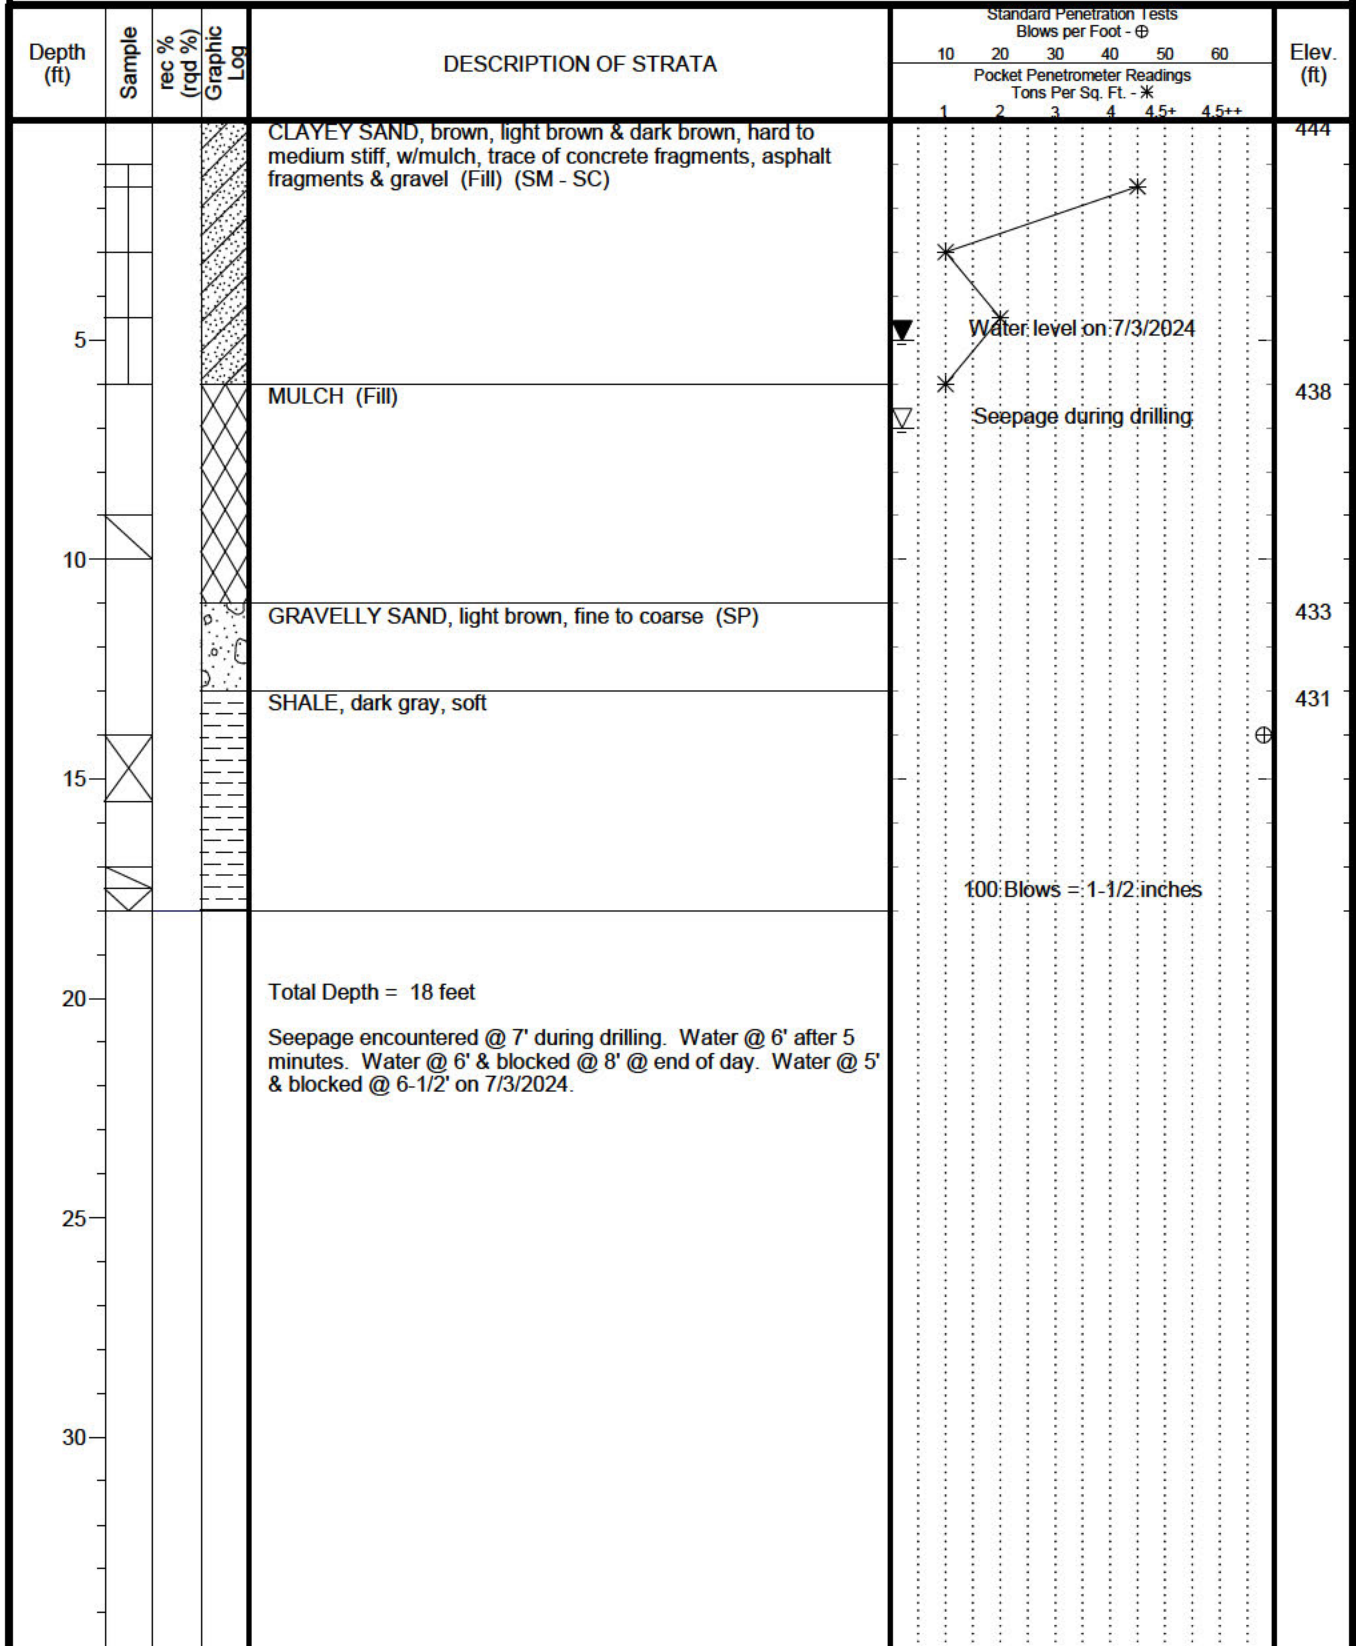 Depth
(ft)
Sample
rec %
(rqd %)
Graphic
Log
DESCRIPTION OF STRATA
Standard Penetration Tests
Blows per Foot - ⊕
10 20 30 40 50 60
Pocket Penetrometer Readings
Tons Per Sq. Ft. - ✳
1 2 3 4 4.5+ 4.5++
Elev.
(ft)
CLAYEY SAND, brown, light brown & dark brown, hard to
medium stiff, w/mulch, trace of concrete fragments, asphalt
fragments & gravel (Fill) (SM - SC)
444
5
Water level on 7/3/2024
MULCH (Fill)
438
Seepage during drilling
10
GRAVELLY SAND, light brown, fine to coarse (SP)
433
SHALE, dark gray, soft
431
15
100 Blows = 1-1/2 inches
20
Total Depth = 18 feet
Seepage encountered @ 7' during drilling. Water @ 6' after 5
minutes. Water @ 6' & blocked @ 8' @ end of day. Water @ 5'
& blocked @ 6-1/2' on 7/3/2024.
25
30